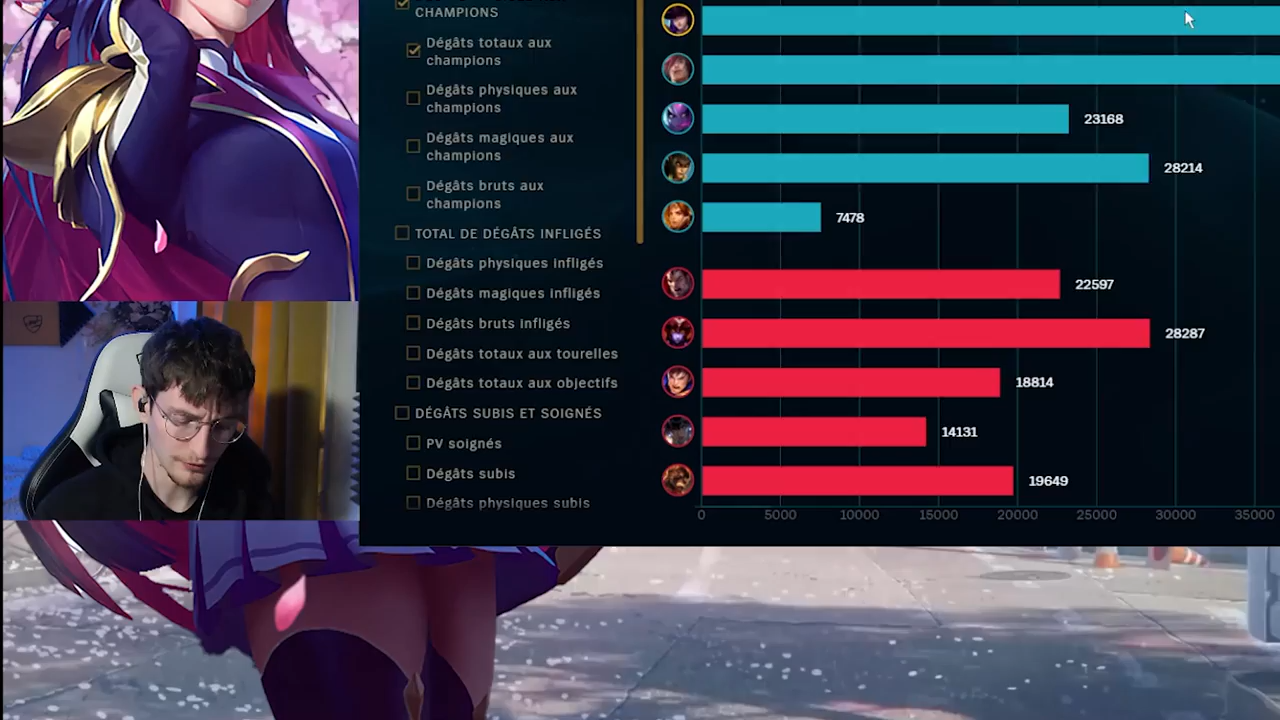 CHAMPIONS
Dégâts totaux aux
champions
Dégâts physiques aux
champions
Dégâts magiques aux
champions
Dégâts bruts aux
champions
TOTAL DE DÉGÂTS INFLIGÉS
Dégâts physiques infligés
Dégâts magiques infligés
Dégâts bruts infligés
Dégâts totaux aux tourelles
Dégâts totaux aux objectifs
DÉGÂTS SUBIS ET SOIGNÉS
PV soignés
Dégâts subis
Dégâts physiques subis
23168
28214
7478
22597
28287
18814
14131
19649
0 5000 10000 15000 20000 25000 30000 35000